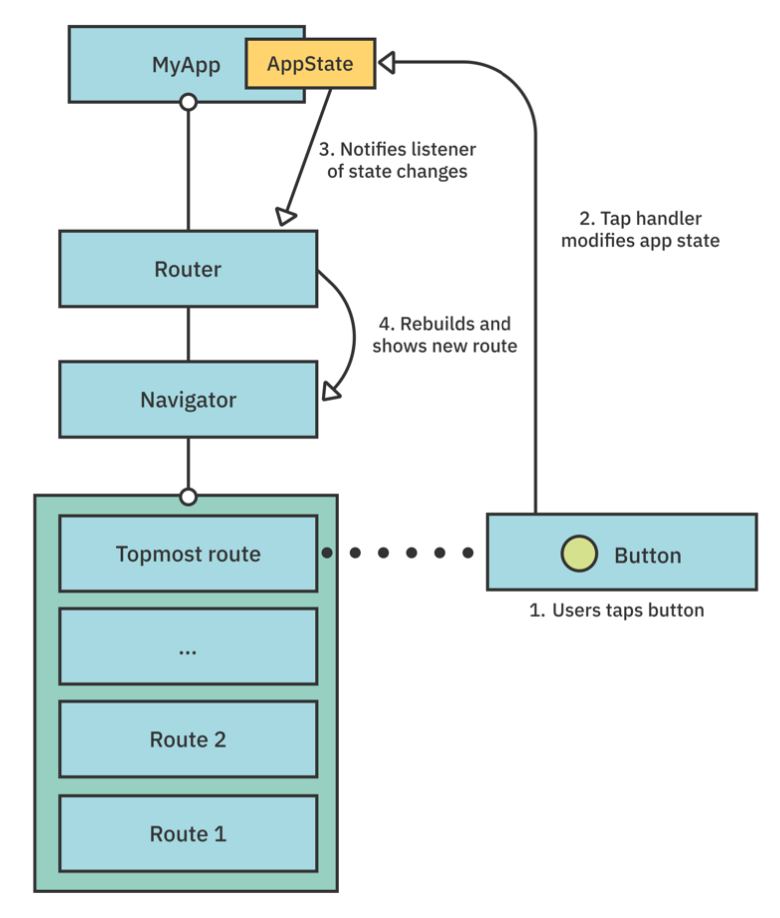 MyApp
AppState
3. Notifies listener
of state changes
2. Tap handler
modifies app state
Router
4. Rebuilds and
shows new route
Navigator
Topmost route
Button
1. Users taps button
...
Route 2
Route 1